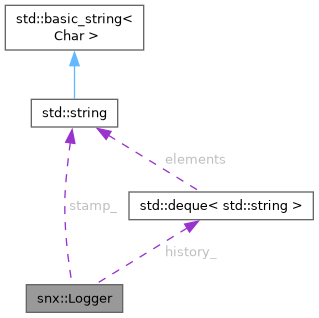 std::basic_string<
Char >
std::string
elements
stamp_
std::deque< std::string >
history_
snx::Logger